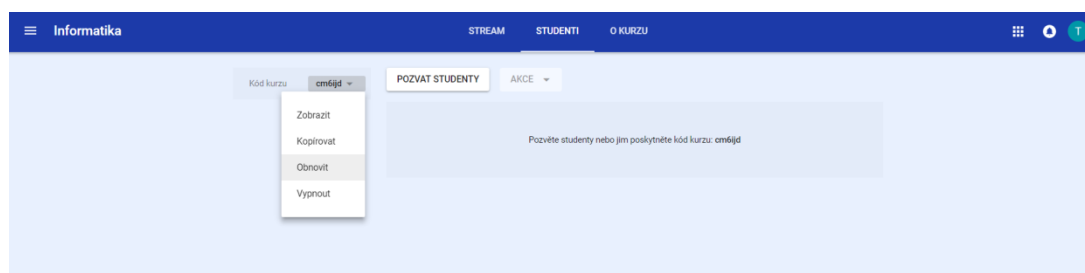 Informatika
STREAM STUDENTI O KURZU
T
Kód kurzu cm6ijd
POZVAT STUDENTY AKCE
Zobrazit
Kopírovat
Obnovit
Vypnout
Pozvěte studenty nebo jim poskytněte kód kurzu: cm6ijd